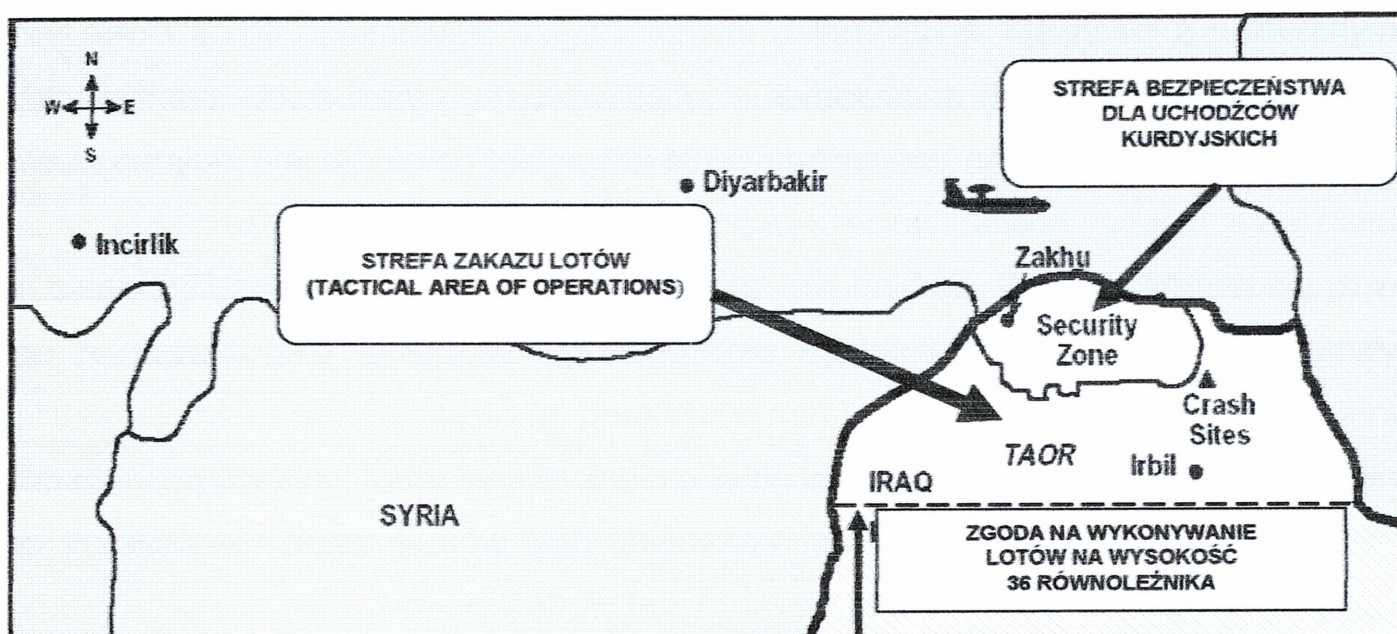 N
W E
S
STREFA BEZPIECZEŃSTWA
DLA UCHODŹCÓW
KURDYJSKICH
Diyarbakir
Incirlik
STREFA ZAKAZU LOTÓW
(TACTICAL AREA OF OPERATIONS)
Zakhu
Security
Zone
Crash
Sites
TAOR
Irbil
IRAQ
SYRIA
ZGODA NA WYKONYWANIE
LOTÓW NA WYSOKOŚĆ
36 RÓWNOLEŻNIKA